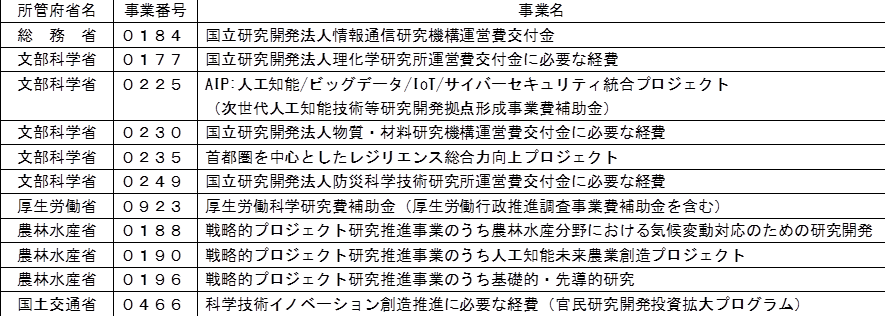 所管府省名 事業番号 事業名
総務省 ０１８４ 国立研究開発法人情報通信研究機構運営費交付金
文部科学省 ０１７７ 国立研究開発法人理化学研究所運営費交付金に必要な経費
文部科学省 ０２２５ AIP:人工知能/ビッグデータ/IoT/サイバーセキュリティ統合プロジェクト
（次世代人工知能技術等研究開発拠点形成事業費補助金）
文部科学省 ０２３０ 国立研究開発法人物質・材料研究機構運営費交付金に必要な経費
文部科学省 ０２３５ 首都圏を中心としたレジリエンス総合力向上プロジェクト
文部科学省 ０２４９ 国立研究開発法人防災科学技術研究所運営費交付金に必要な経費
厚生労働省 ０９２３ 厚生労働科学研究費補助金（厚生労働行政推進調査事業費補助金を含む）
農林水産省 ０１８８ 戦略的プロジェクト研究推進事業のうち農林水産分野における気候変動対応のための研究開発
農林水産省 ０１９０ 戦略的プロジェクト研究推進事業のうち人工知能未来農業創造プロジェクト
農林水産省 ０１９６ 戦略的プロジェクト研究推進事業のうち基礎的・先導的研究
国土交通省 ０４６６ 科学技術イノベーション創造推進に必要な経費（官民研究開発投資拡大プログラム）